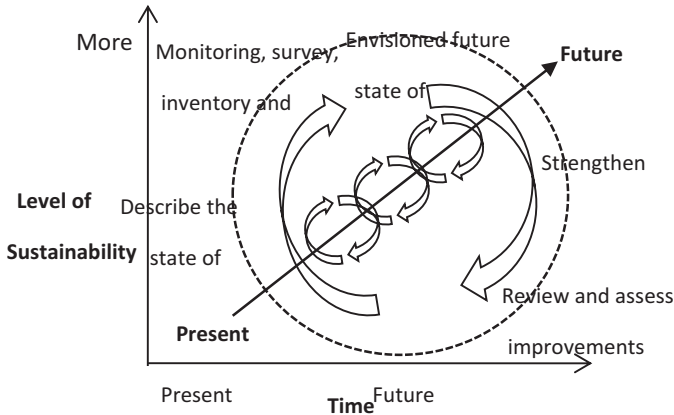 More
Monitoring, survey,
inventory and
Envisioned future
state of
Future
Strengthen
Level of
Sustainability
Describe the
state of
Review and assess
improvements
Present
Present
Time
Future